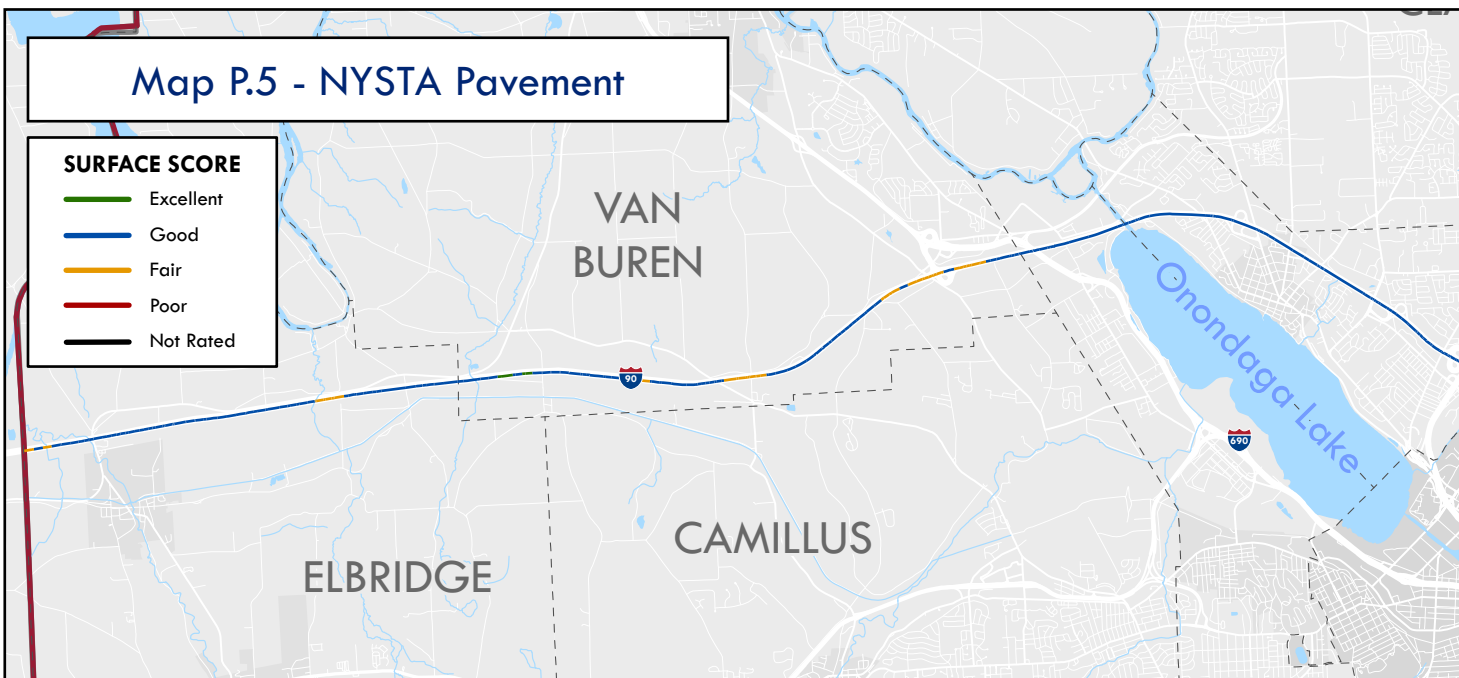 Map P.5 - NYSTA Pavement
SURFACE SCORE
Excellent
Good
Fair
Poor
Not Rated
VAN
BUREN
90
Onondaga Lake
690
CAMILLUS
ELBRIDGE